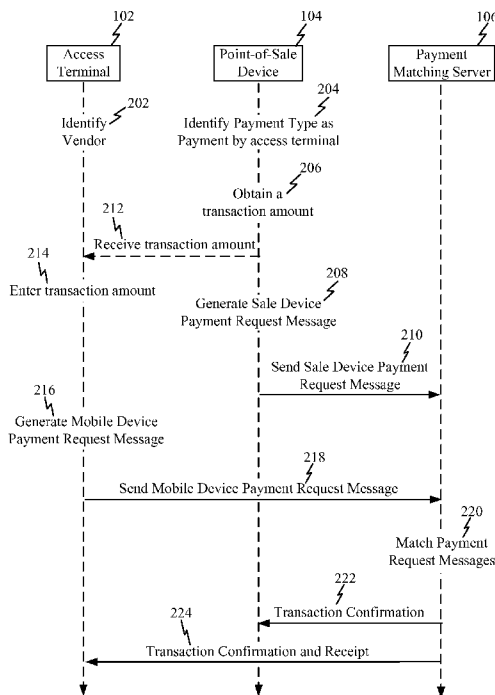 102
104
106
Access
Terminal
Point-of-Sale
Device
Payment
Matching Server
202
Identify
Vendor
204
Identify Payment Type as
Payment by access terminal
206
Obtain a
transaction amount
212
Receive transaction amount
214
Enter transaction amount
208
Generate Sale Device
Payment Request Message
210
Send Sale Device Payment
Request Message
216
Generate Mobile Device
Payment Request Message
218
Send Mobile Device Payment Request Message
220
Match Payment
Request Messages
222
Transaction Confirmation
224
Transaction Confirmation and Receipt